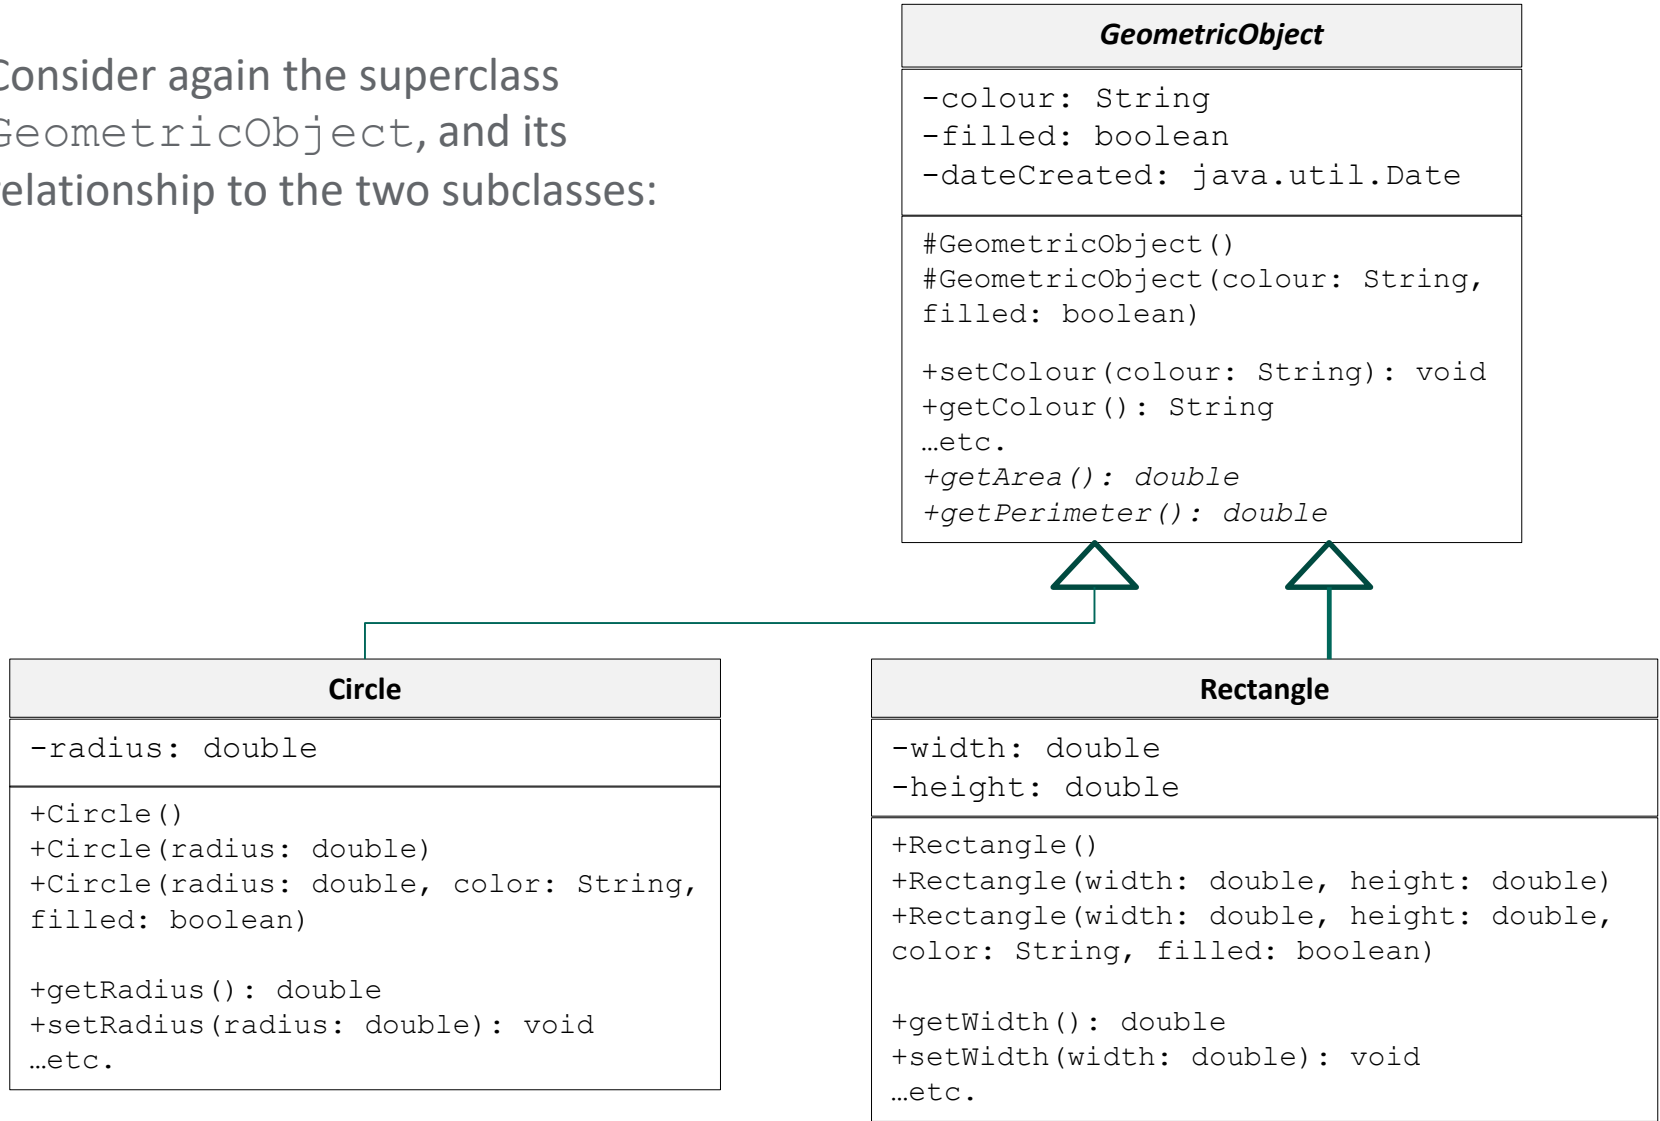 Consider again the superclass
GeometricObject, and its
relationship to the two subclasses:
GeometricObject
-colour: String
-filled: boolean
-dateCreated: java.util.Date
#GeometricObject()
#GeometricObject(colour: String,
filled: boolean)
+setColour(colour: String): void
+getColour(): String
…etc.
+getArea(): double
+getPerimeter(): double
Circle
-radius: double
+Circle()
+Circle(radius: double)
+Circle(radius: double, color: String,
filled: boolean)
+getRadius(): double
+setRadius(radius: double): void
…etc.
Rectangle
-width: double
-height: double
+Rectangle()
+Rectangle(width: double, height: double)
+Rectangle(width: double, height: double,
color: String, filled: boolean)
+getWidth(): double
+setWidth(width: double): void
…etc.